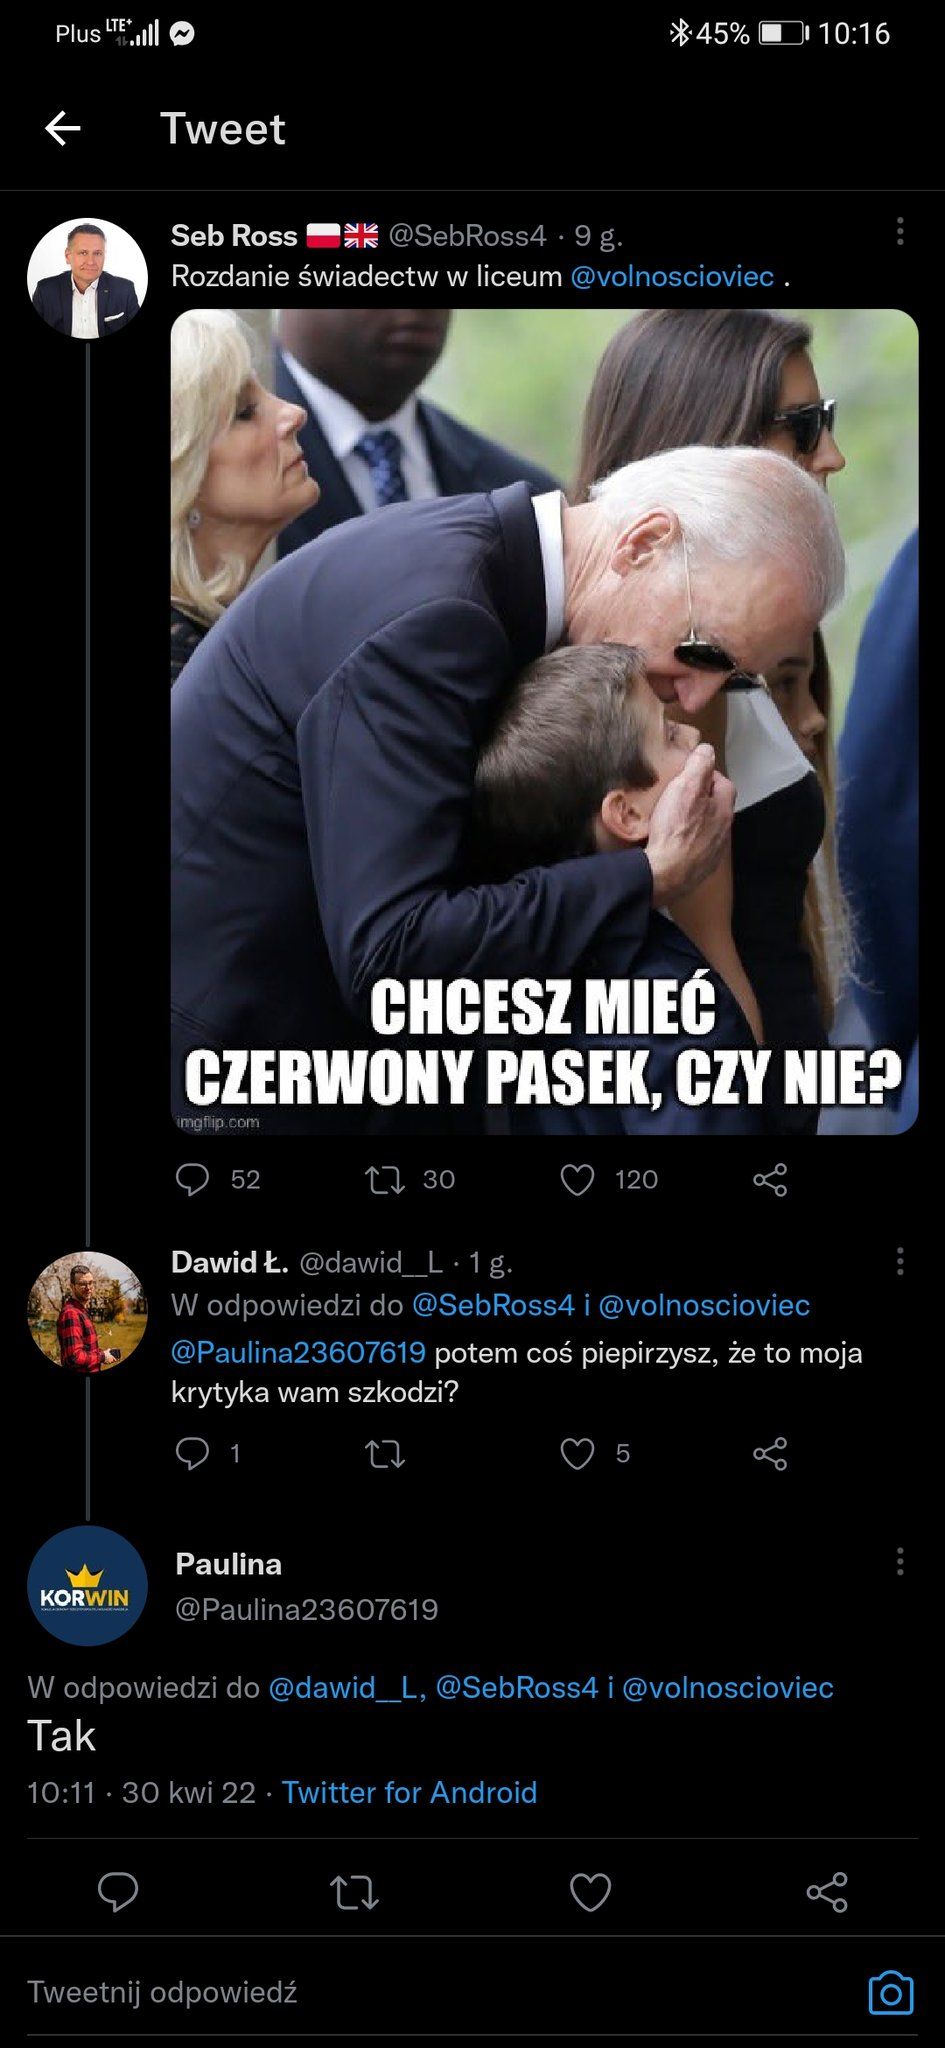 Plus LTE+ 45% 10:16
Tweet
Seb Ross @SebRoss4 · 9 g.
Rozdanie świadectw w liceum @volnoscioviec .
CHCESZ MIEĆ
CZERWONY PASEK, CZY NIE?
imgflip.com
52 30 120
Dawid Ł. @dawid__L · 1 g.
W odpowiedzi do @SebRoss4 i @volnoscioviec
@Paulina23607619 potem coś piepirzysz, że to moja
krytyka wam szkodzi?
1 5
KORWIN
Paulina
@Paulina23607619
W odpowiedzi do @dawid__L, @SebRoss4 i @volnoscioviec
Tak
10:11 · 30 kwi 22 · Twitter for Android
Tweetnij odpowiedź